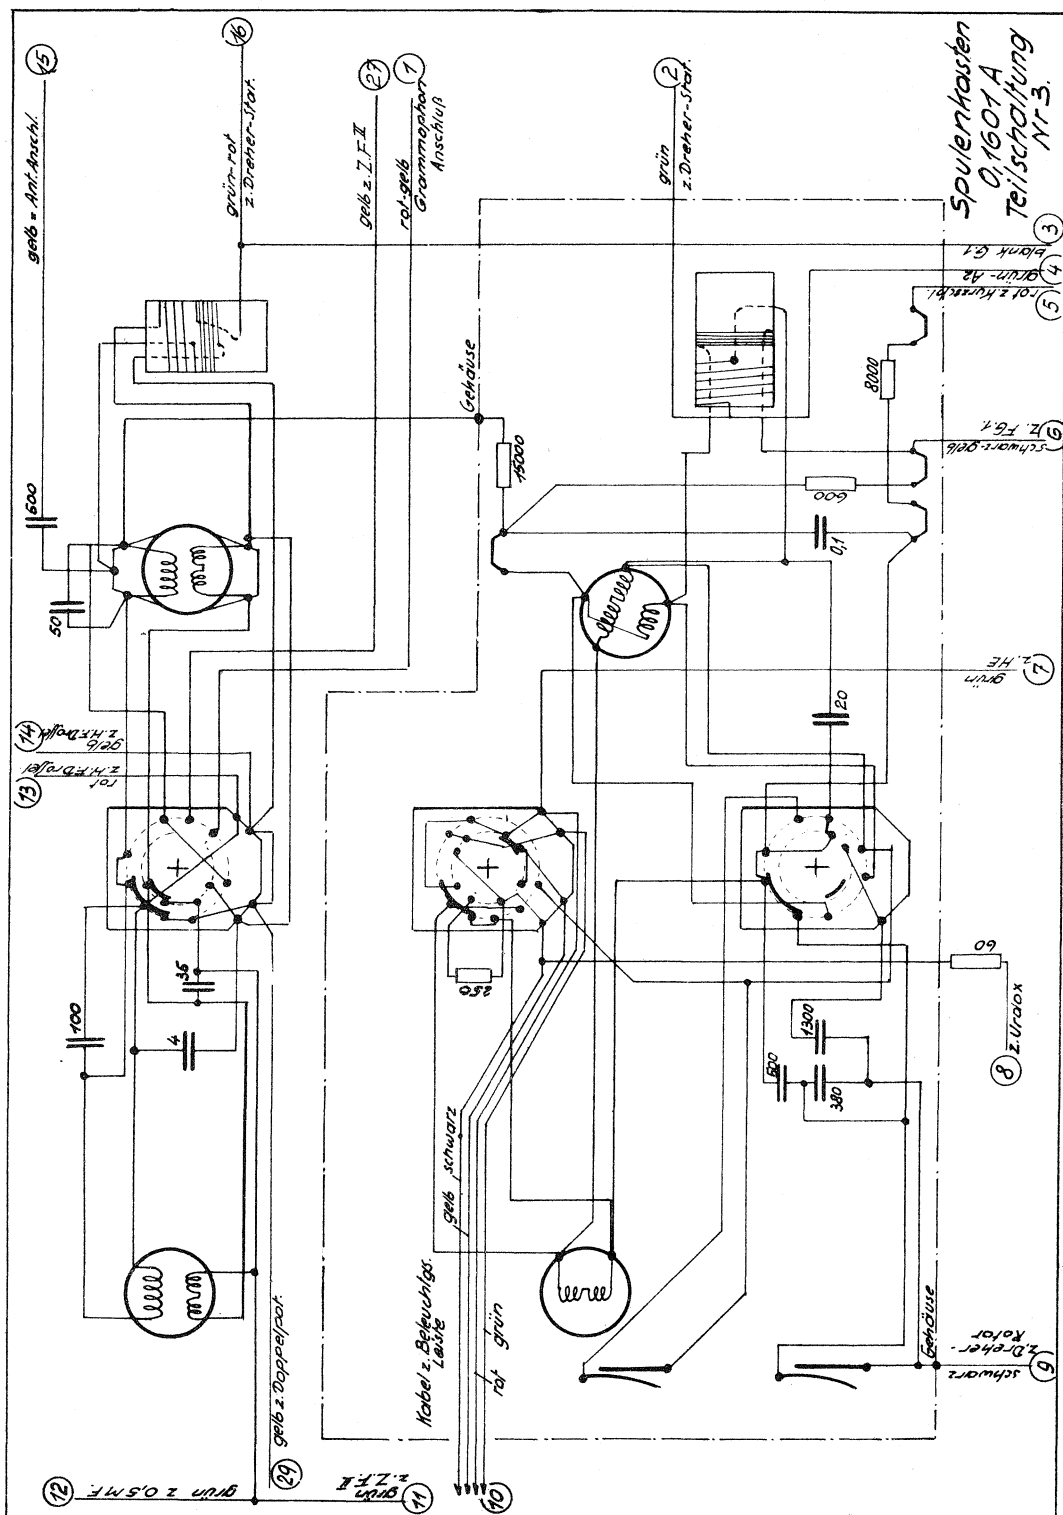 Spulenkasten
0,1601 A
Teilschaltung
Nr 3.
15
gelb = Ant. Anschl.
16
grün-rot
z. Dreher-Stat.
27
gelb z. Z.F. II
1
rot-gelb
Grammophon
Anschluß
2
grün
z. Dreher-Stat.
3
blank G.1
4
grün - A2
5
rot z. Kurzschl.
6
schwarz-gelb
z. FG.1
7
grün
z. HE
8
z. Urdox
9
schwarz
z. Dreher-
Rotor
Gehäuse
10
Kabel z. Beleuchtgs.
Leiste
gelb
schwarz
rot
grün
11
grün
z. Z.F. II
12
grün z 0,5 MF
29
gelb z. Doppelpot.
13
rot
z. H.F. Drossel
14
gelb
z. H.F. Drossel
Gehäuse
600
50
100
4
35
250
15000
600
0,1
8000
20
60
1300
500
380